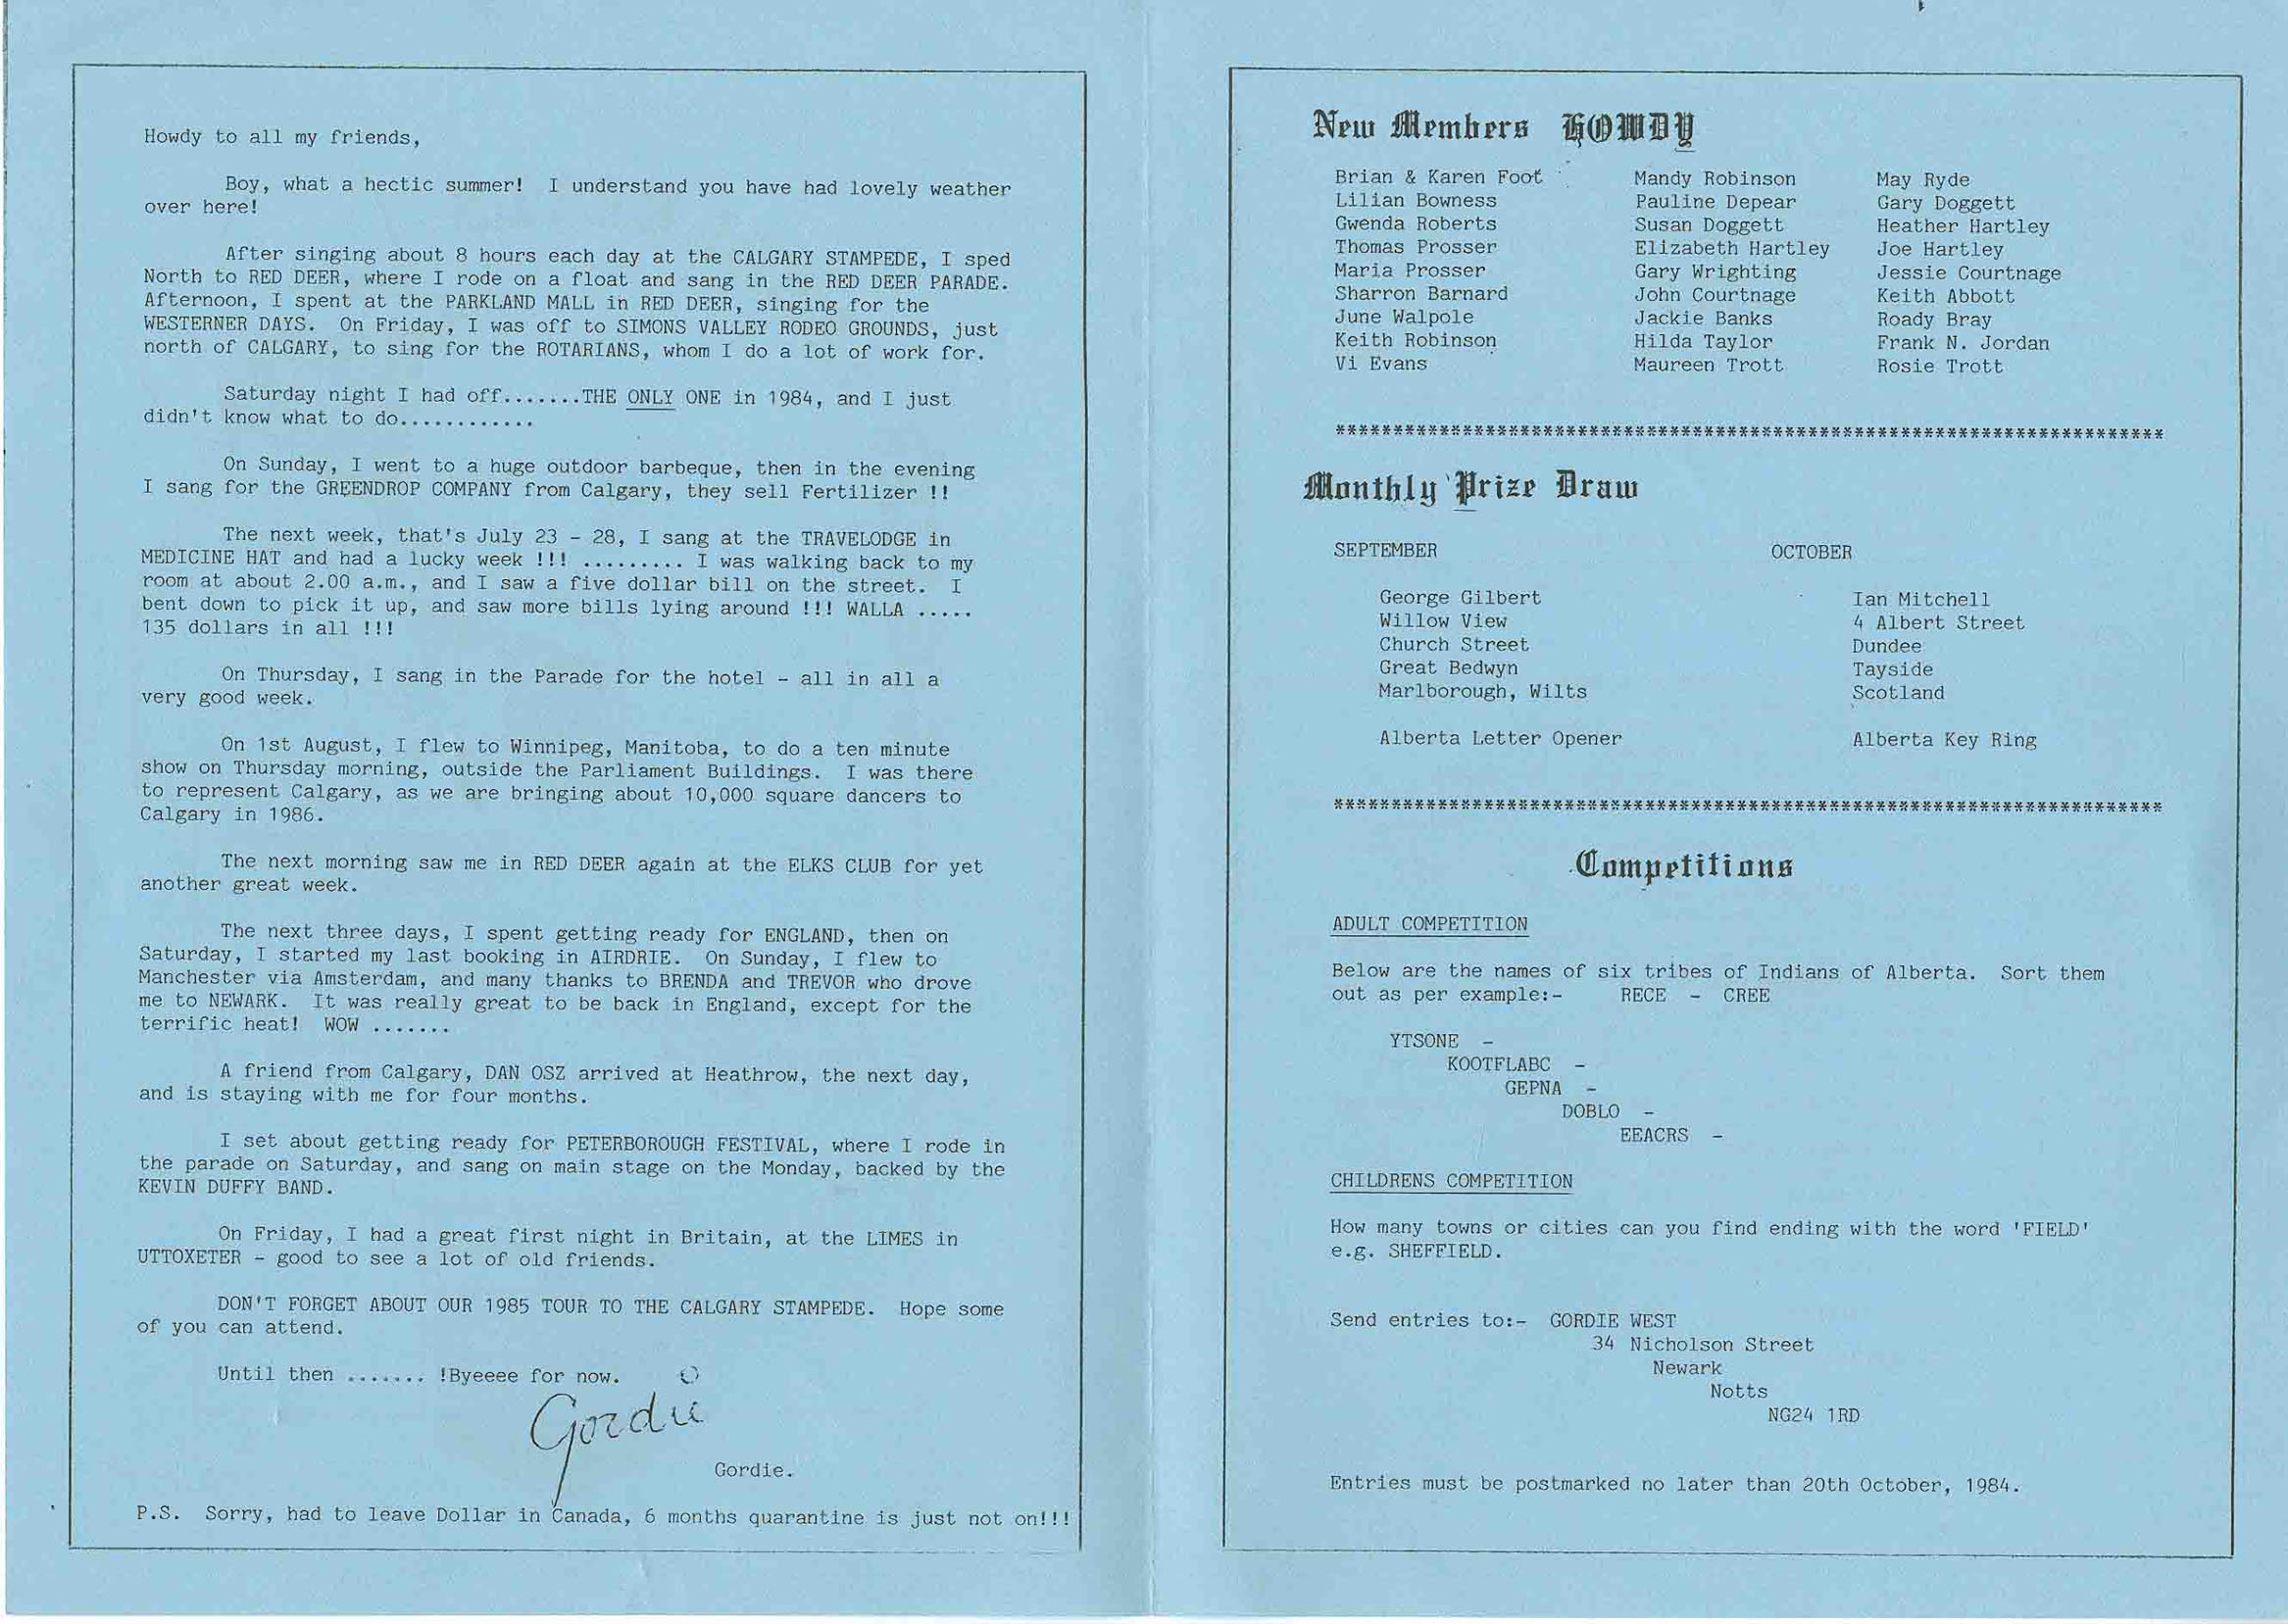 Howdy to all my friends,
Boy, what a hectic summer! I understand you have had lovely weather
over here!
After singing about 8 hours each day at the CALGARY STAMPEDE, I sped
North to RED DEER, where I rode on a float and sang in the RED DEER PARADE.
Afternoon, I spent at the PARKLAND MALL in RED DEER, singing for the
WESTERNER DAYS. On Friday, I was off to SIMONS VALLEY RODEO GROUNDS, just
north of CALGARY, to sing for the ROTARIANS, whom I do a lot of work for.
Saturday night I had off.......THE ONLY ONE in 1984, and I just
didn't know what to do............
On Sunday, I went to a huge outdoor barbeque, then in the evening
I sang for the GREENDROP COMPANY from Calgary, they sell Fertilizer !!
The next week, that's July 23 - 28, I sang at the TRAVELODGE in
MEDICINE HAT and had a lucky week !!! ......... I was walking back to my
room at about 2.00 a.m., and I saw a five dollar bill on the street. I
bent down to pick it up, and saw more bills lying around !!! WALLA .....
135 dollars in all !!!
On Thursday, I sang in the Parade for the hotel - all in all a
very good week.
On 1st August, I flew to Winnipeg, Manitoba, to do a ten minute
show on Thursday morning, outside the Parliament Buildings. I was there
to represent Calgary, as we are bringing about 10,000 square dancers to
Calgary in 1986.
The next morning saw me in RED DEER again at the ELKS CLUB for yet
another great week.
The next three days, I spent getting ready for ENGLAND, then on
Saturday, I started my last booking in AIRDRIE. On Sunday, I flew to
Manchester via Amsterdam, and many thanks to BRENDA and TREVOR who drove
me to NEWARK. It was really great to be back in England, except for the
terrific heat! WOW .......
A friend from Calgary, DAN OSZ arrived at Heathrow, the next day,
and is staying with me for four months.
I set about getting ready for PETERBOROUGH FESTIVAL, where I rode in
the parade on Saturday, and sang on main stage on the Monday, backed by the
KEVIN DUFFY BAND.
On Friday, I had a great first night in Britain, at the LIMES in
UTTOXETER - good to see a lot of old friends.
DON'T FORGET ABOUT OUR 1985 TOUR TO THE CALGARY STAMPEDE. Hope some
of you can attend.
Until then ....... !Byeeee for now.
Gordie
Gordie.
P.S. Sorry, had to leave Dollar in Canada, 6 months quarantine is just not on!!!
New Members HOWDY
Brian & Karen Foot Mandy Robinson May Ryde
Lilian Bowness Pauline Depear Gary Doggett
Gwenda Roberts Susan Doggett Heather Hartley
Thomas Prosser Elizabeth Hartley Joe Hartley
Maria Prosser Gary Wrighting Jessie Courtnage
Sharron Barnard John Courtnage Keith Abbott
June Walpole Jackie Banks Roady Bray
Keith Robinson Hilda Taylor Frank N. Jordan
Vi Evans Maureen Trott Rosie Trott
************************************************************************
Monthly Prize Draw
SEPTEMBER OCTOBER
George Gilbert Ian Mitchell
Willow View 4 Albert Street
Church Street Dundee
Great Bedwyn Tayside
Marlborough, Wilts Scotland
Alberta Letter Opener Alberta Key Ring
************************************************************************
Competitions
ADULT COMPETITION
Below are the names of six tribes of Indians of Alberta. Sort them
out as per example:- RECE - CREE
YTSONE -
KOOTFLABC -
GEPNA -
DOBLO -
EEACRS -
CHILDRENS COMPETITION
How many towns or cities can you find ending with the word 'FIELD'
e.g. SHEFFIELD.
Send entries to:- GORDIE WEST
34 Nicholson Street
Newark
Notts
NG24 1RD
Entries must be postmarked no later than 20th October, 1984.